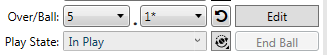 Over/Ball: 5 . 1* Edit
Play State: In Play End Ball